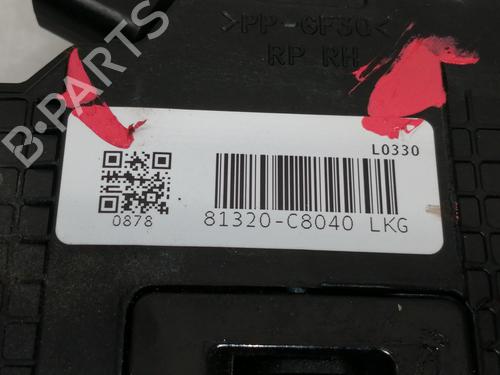 >PP-GF30<
RP RH
L0330
0878
81320-C8040 LKG
B-PARTS